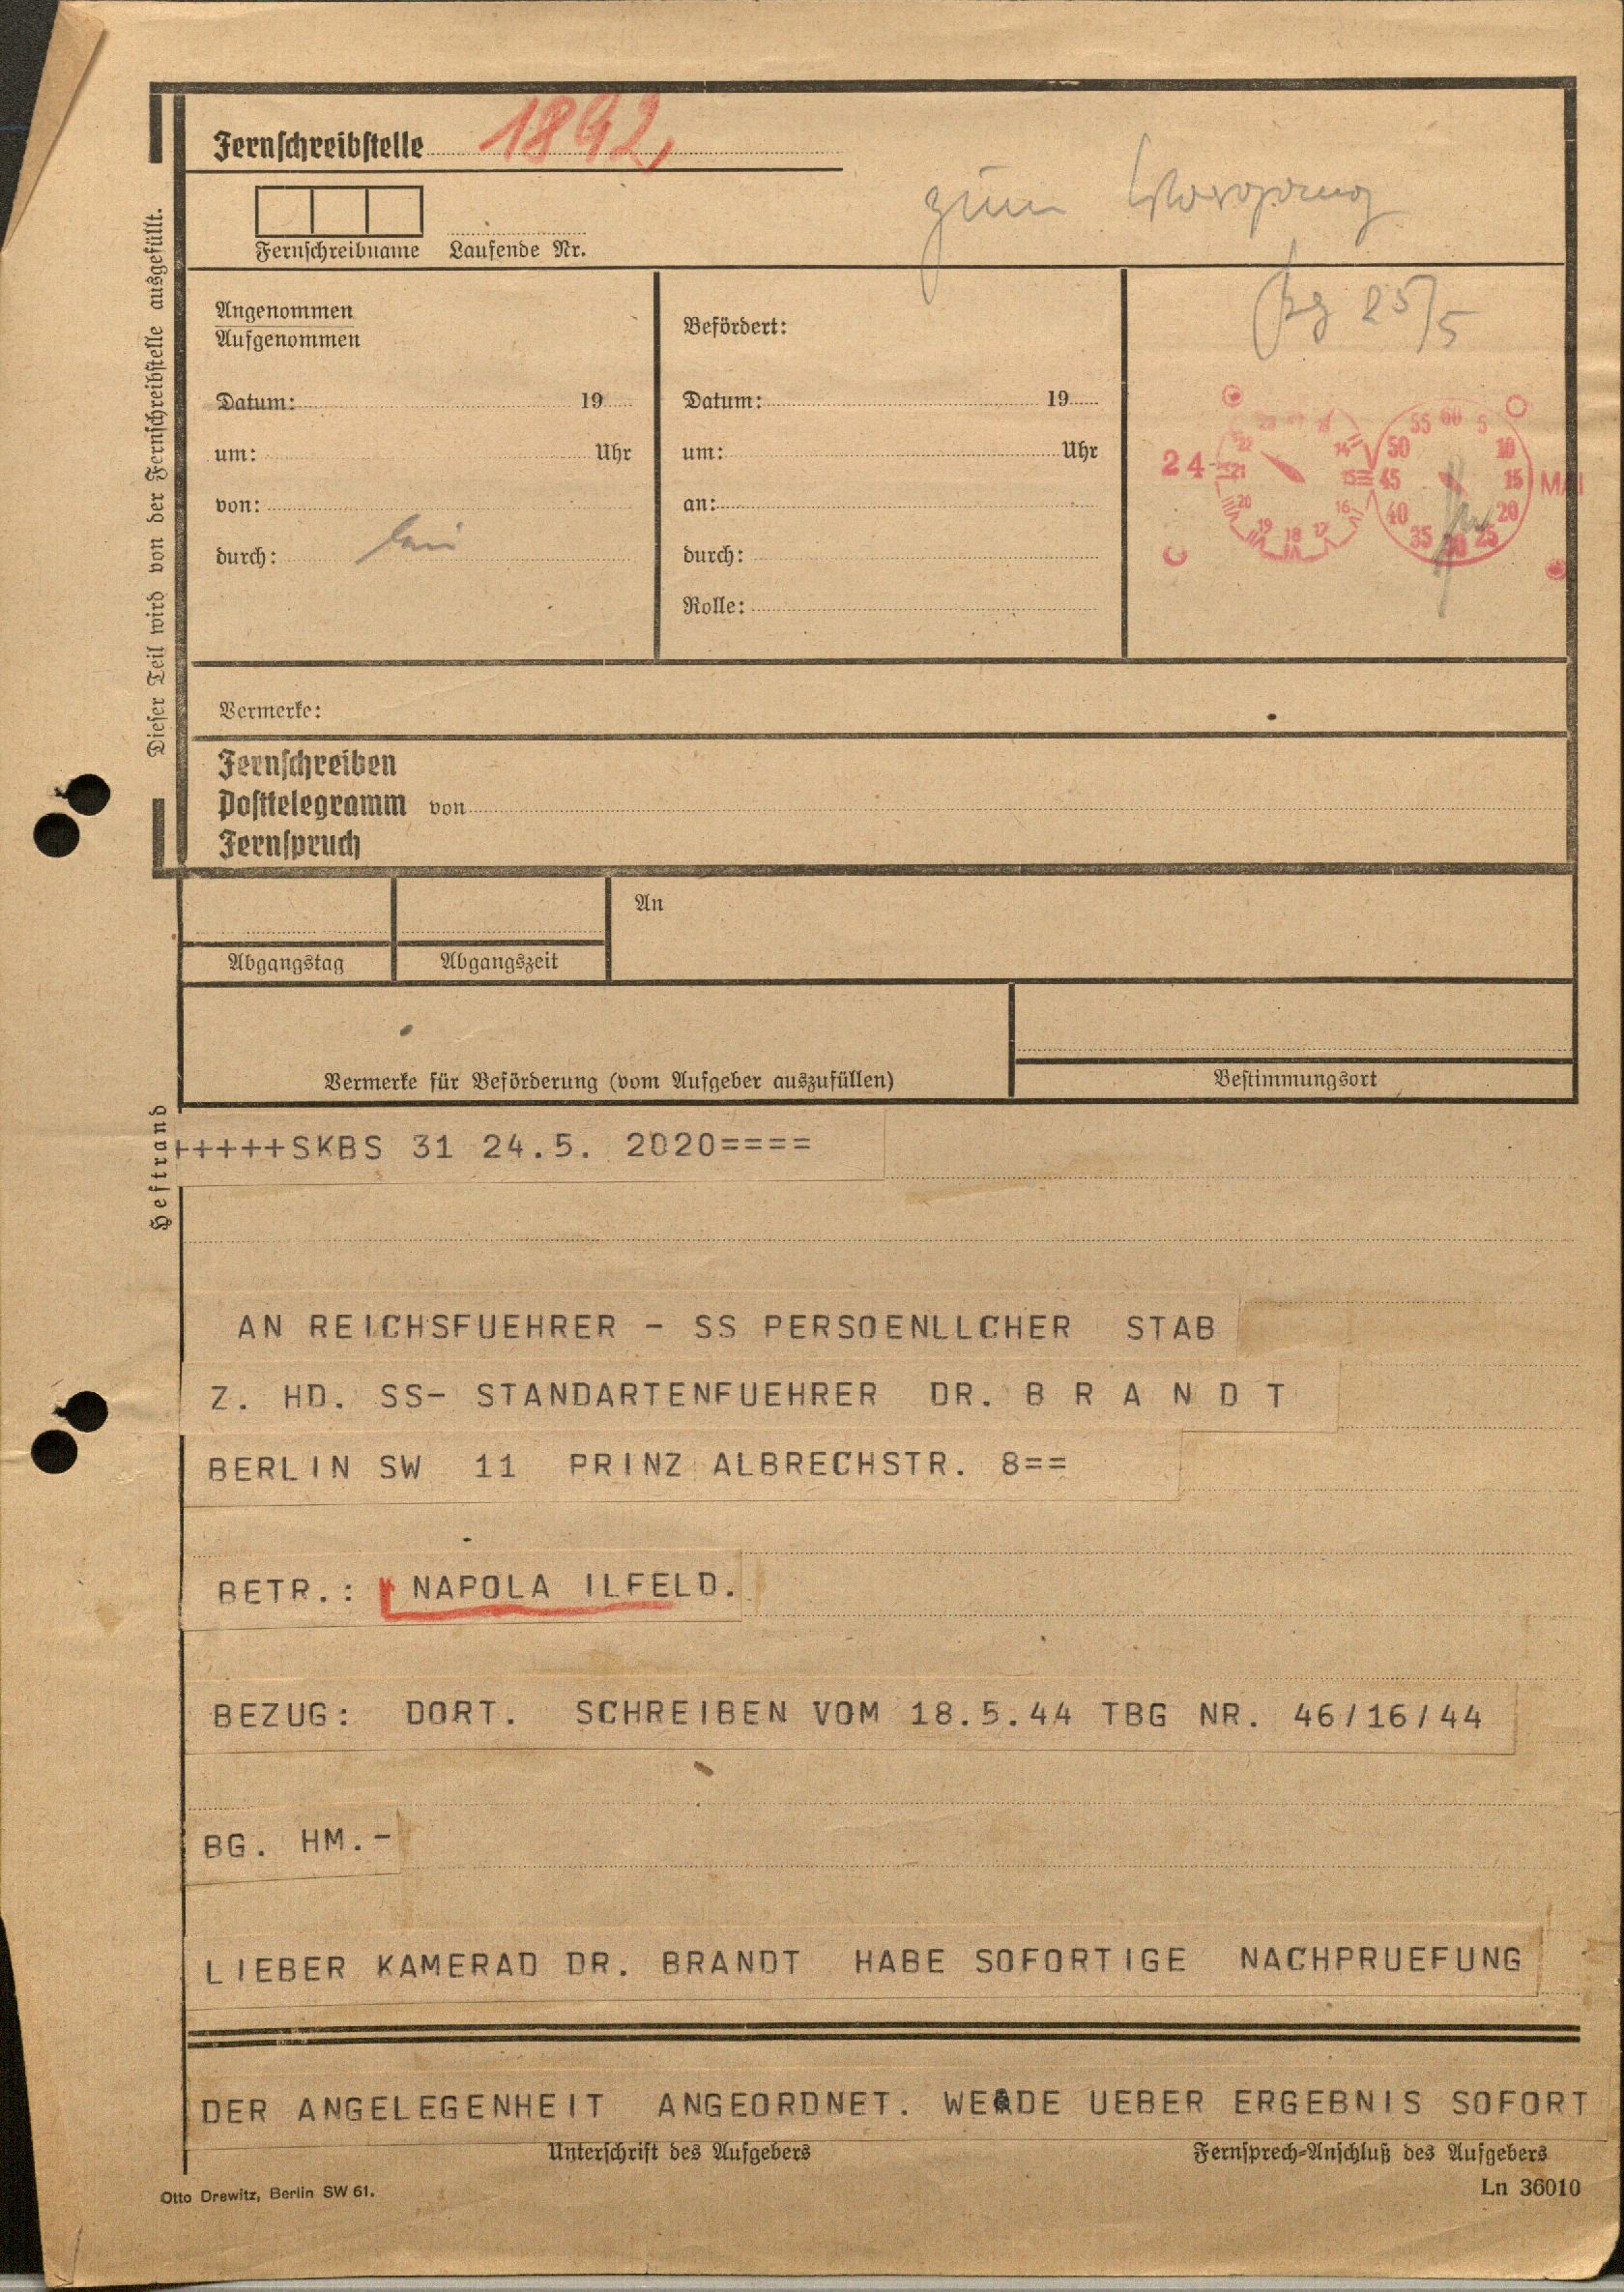 Fernschreibstelle 1892,
zum Vorgang
Fernschreibname Laufende Nr.
Dieser Teil wird von der Fernschreibstelle ausgefüllt.
Angenommen
Aufgenommen
Datum: 19
um: Uhr
von:
durch:
Befördert:
Datum: 19
um: Uhr
an:
durch:
Rolle:
25/5
24 MAI
Vermerke:
Fernschreiben
Posttelegramm von
Fernspruch
Abgangstag
Abgangszeit
An
Vermerke für Beförderung (vom Aufgeber auszufüllen)
Bestimmungsort
Heftrand
+++++SKBS 31 24.5. 2020====
AN REICHSFUEHRER - SS PERSOENLLCHER STAB
Z. HD. SS- STANDARTENFUEHRER DR. B R A N D T
BERLIN SW 11 PRINZ ALBRECHSTR. 8==
BETR.: NAPOLA ILFELD.
BEZUG: DORT. SCHREIBEN VOM 18.5.44 TBG NR. 46/16/44
BG. HM.-
LIEBER KAMERAD DR. BRANDT HABE SOFORTIGE NACHPRUEFUNG
DER ANGELEGENHEIT ANGEORDNET. WERDE UEBER ERGEBNIS SOFORT
Unterschrift des Aufgebers
Fernsprech-Anschluß des Aufgebers
Otto Drewitz, Berlin SW 61.
Ln 36010